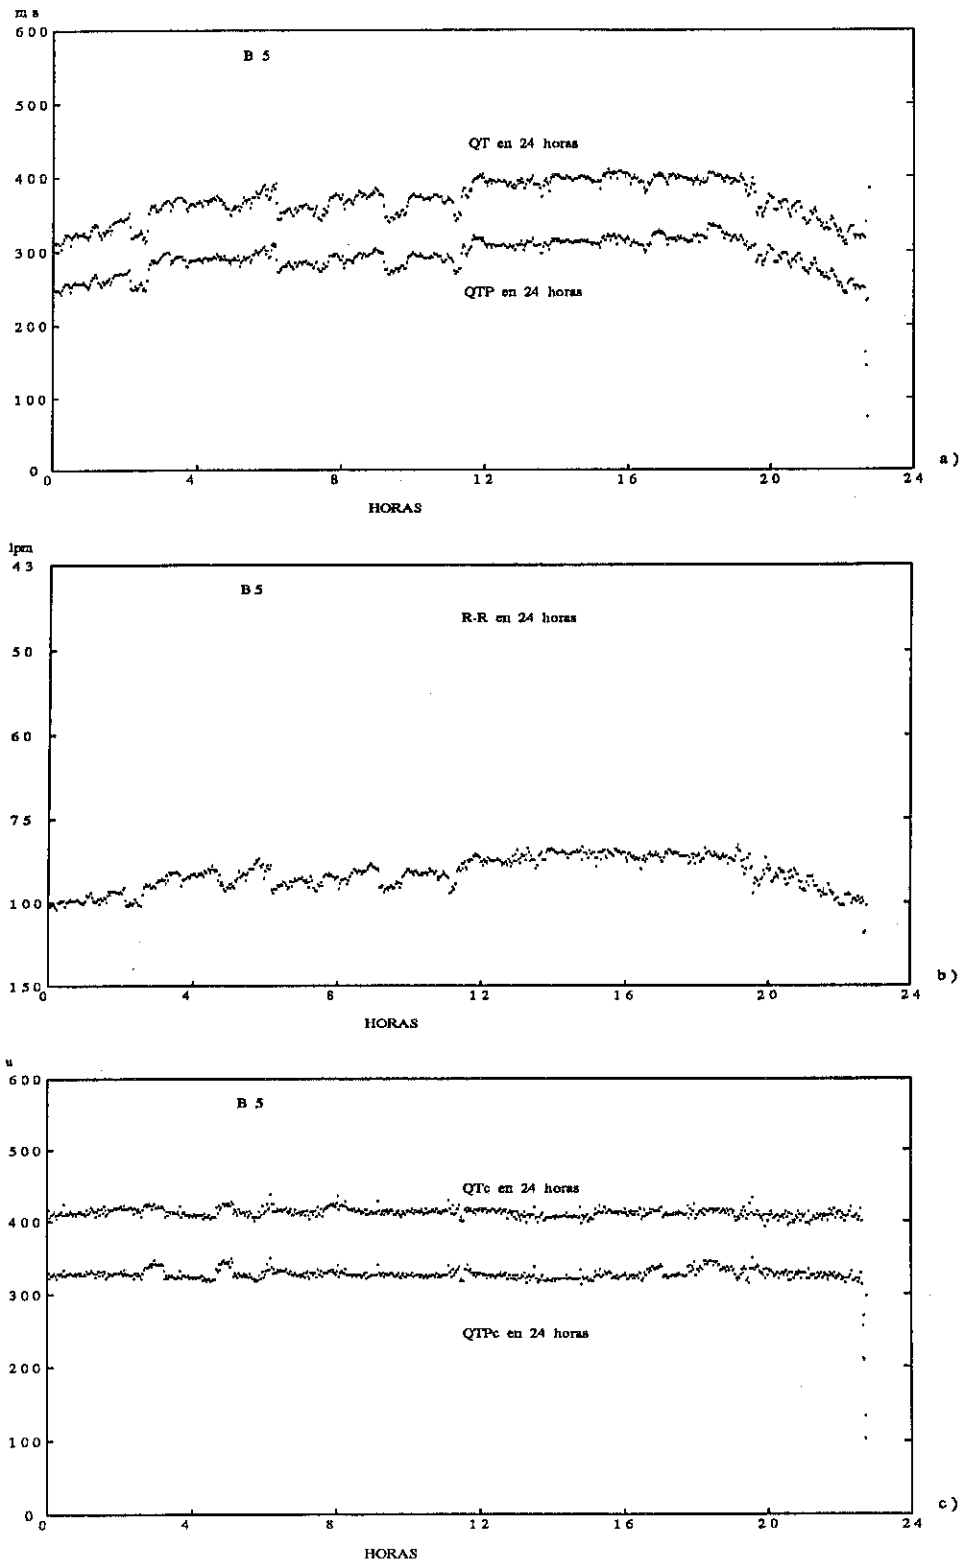 ms
600
B 5
500
QT en 24 horas
400
300
QTP en 24 horas
200
100
0
a)
0 4 8 12 16 20 24
HORAS
lpm
43
B 5
R-R en 24 horas
50
60
75
100
150
b)
0 4 8 12 16 20 24
HORAS
u
600
B 5
500
QTc en 24 horas
400
300
QTPc en 24 horas
200
100
0
c)
0 4 8 12 16 20 24
HORAS